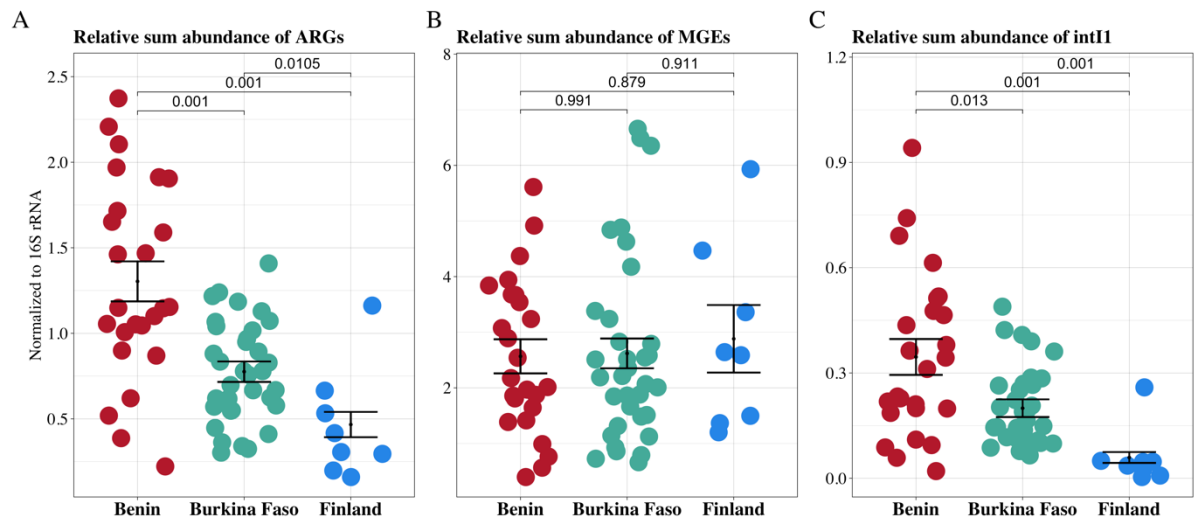 A
Relative sum abundance of ARGs
Normalized to 16S rRNA
2.5
2.0
1.5
1.0
0.5
0.0105
0.001
0.001
Benin Burkina Faso Finland
B
Relative sum abundance of MGEs
8
6
4
2
0.911
0.879
0.991
Benin Burkina Faso Finland
C
Relative sum abundance of intI1
1.2
0.9
0.6
0.3
0.0
0.001
0.001
0.013
Benin Burkina Faso Finland